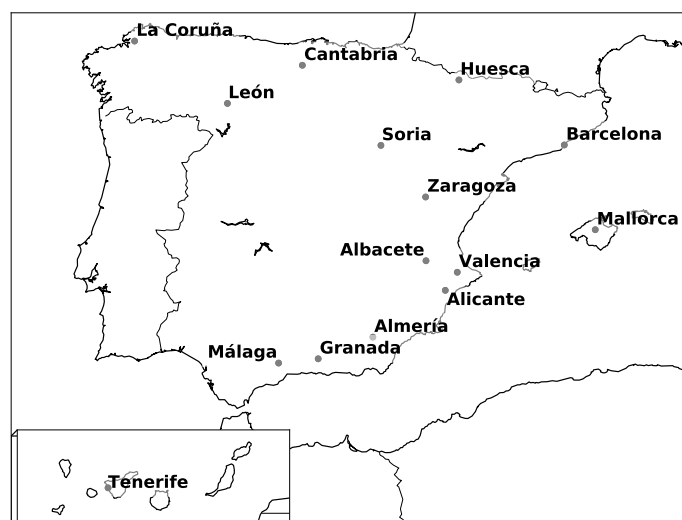 La Coruña
Cantabria
Huesca
León
Soria
Barcelona
Zaragoza
Mallorca
Albacete
Valencia
Alicante
Almería
Málaga
Granada
Tenerife